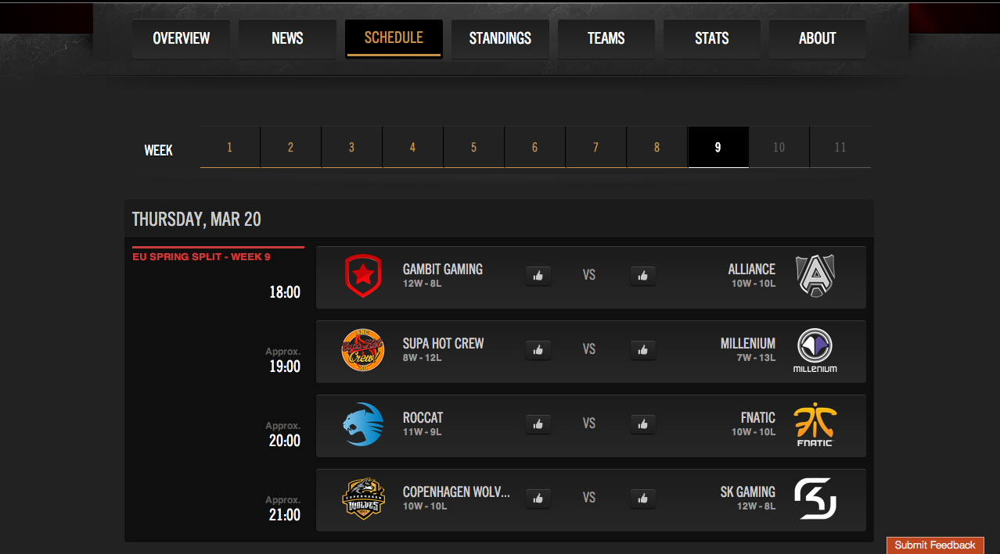 OVERVIEW NEWS SCHEDULE STANDINGS TEAMS STATS ABOUT
WEEK 1 2 3 4 5 6 7 8 9 10 11
THURSDAY, MAR 20
EU SPRING SPLIT - WEEK 9
18:00
GAMBIT GAMING VS ALLIANCE
12W - 8L 10W - 10L
Approx.
19:00
SUPA HOT CREW VS MILLENIUM
8W - 12L 7W - 13L
MILLENIUM
Approx.
20:00
ROCCAT VS FNATIC
11W - 9L 10W - 10L
FNATIC
Approx.
21:00
COPENHAGEN WOLV... VS SK GAMING
10W - 10L 12W - 8L
COPENHAGEN
WOLVES
Submit Feedback